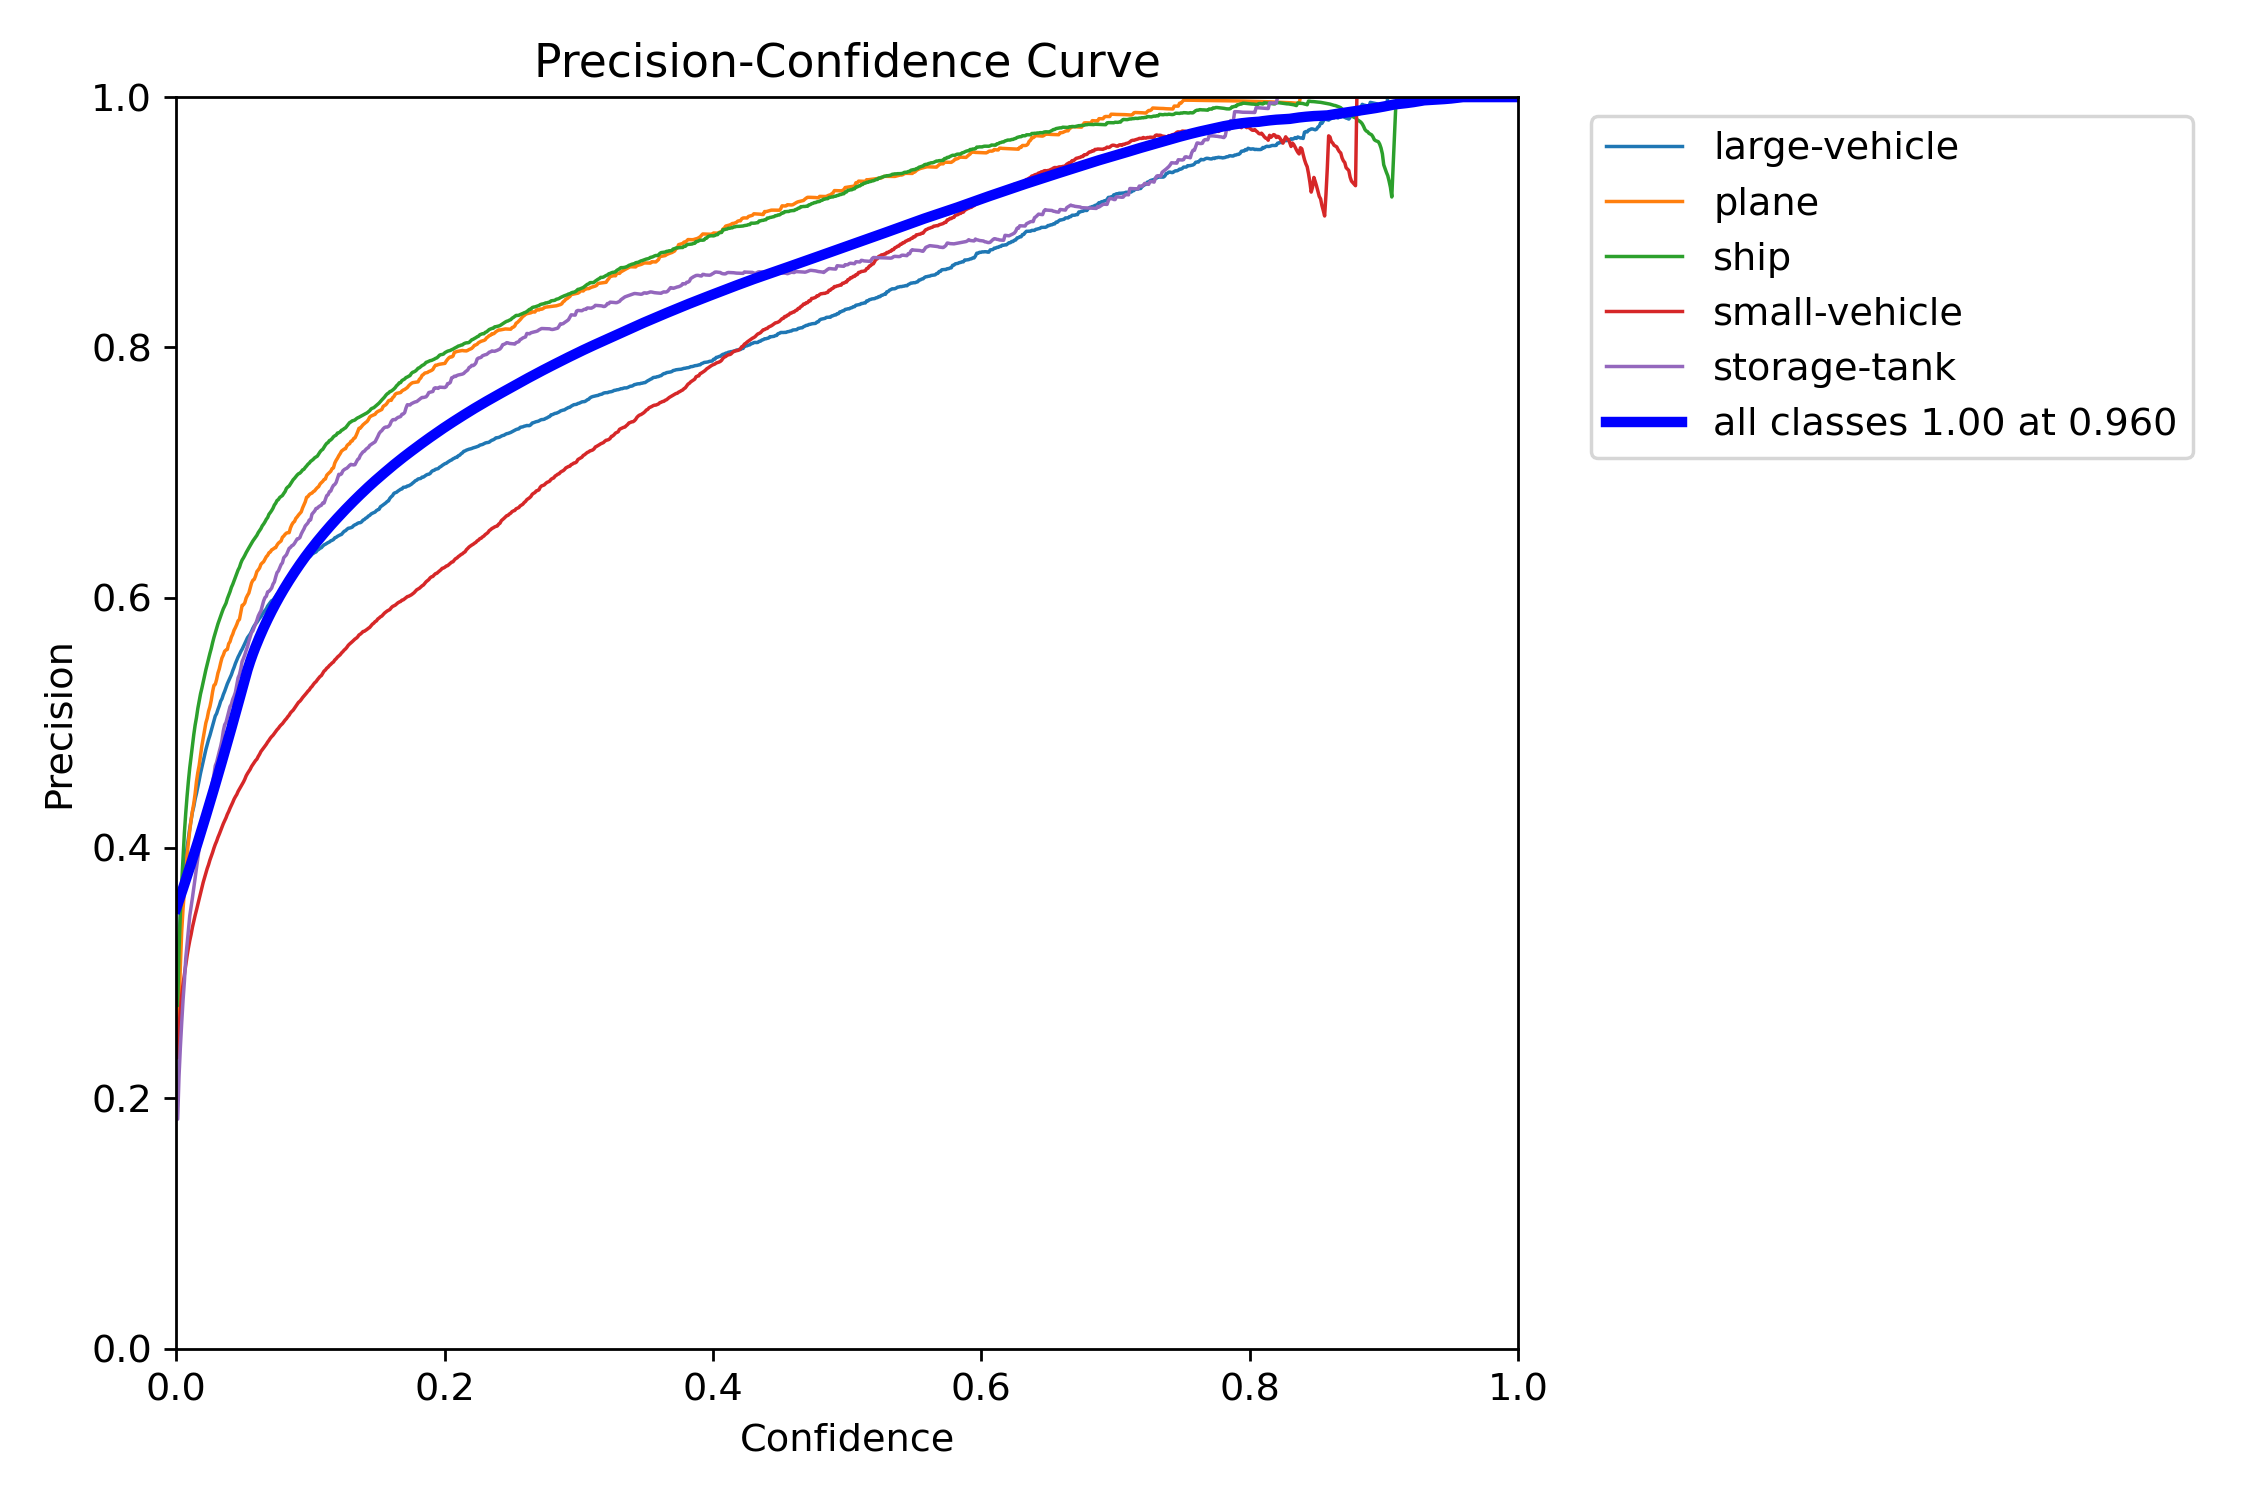 Precision-Confidence Curve
1.0
0.8
0.6
0.4
0.2
0.0
Precision
0.0 0.2 0.4 0.6 0.8 1.0
Confidence
large-vehicle
plane
ship
small-vehicle
storage-tank
all classes 1.00 at 0.960